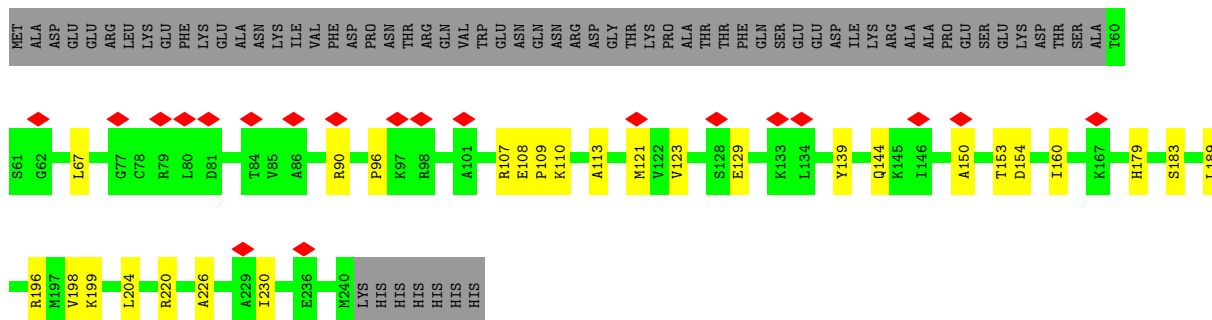 MET ALA ASP GLU GLU ARG LEU LYS GLU PHE LYS GLU ALA ASN LYS ILE VAL PHE ASP PRO ASN THR ARG GLN VAL TRP GLU ASN GLN ASN ARG ASP GLY THR LYS PRO ALA THR THR PHE GLN SER GLU GLU ASP ILE LYS ARG ALA ALA PRO GLU SER GLU LYS ASP THR SER ALA T60
S61 G62 L67 G77 C78 R79 L80 D81 T84 V85 A86 R90 P96 K97 R98 A101 R107 E108 P109 K110 A113 M121 V122 V123 S128 E129 K133 L134 Y139 Q144 K145 I146 A150 T153 D154 I160 K167 H179 S183 L189
R196 M197 V198 K199 L204 R220 A226 A229 I230 E236 M240 LYS HIS HIS HIS HIS HIS HIS